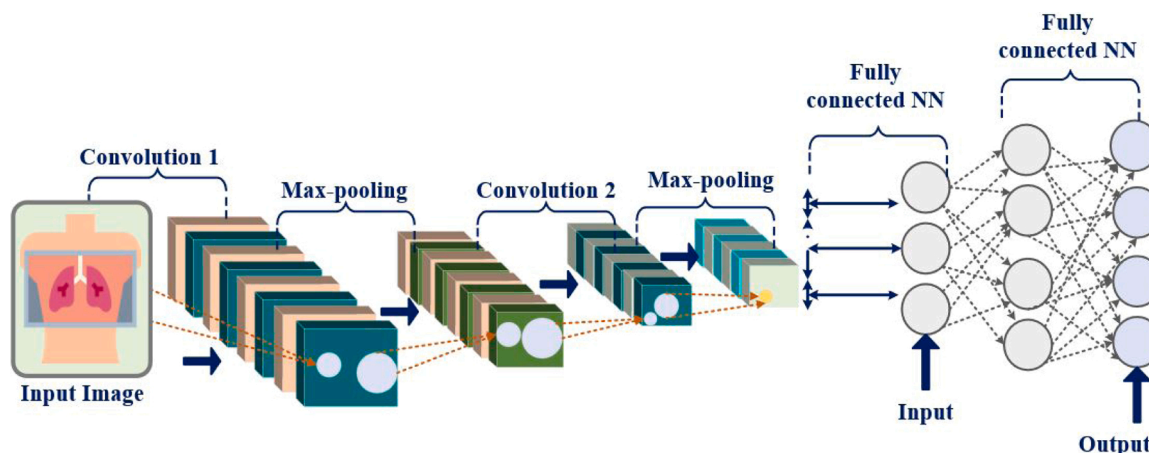 Fully
connected NN
Fully
connected NN
Convolution 1
Max-pooling
Convolution 2
Max-pooling
Input Image
Input
Output